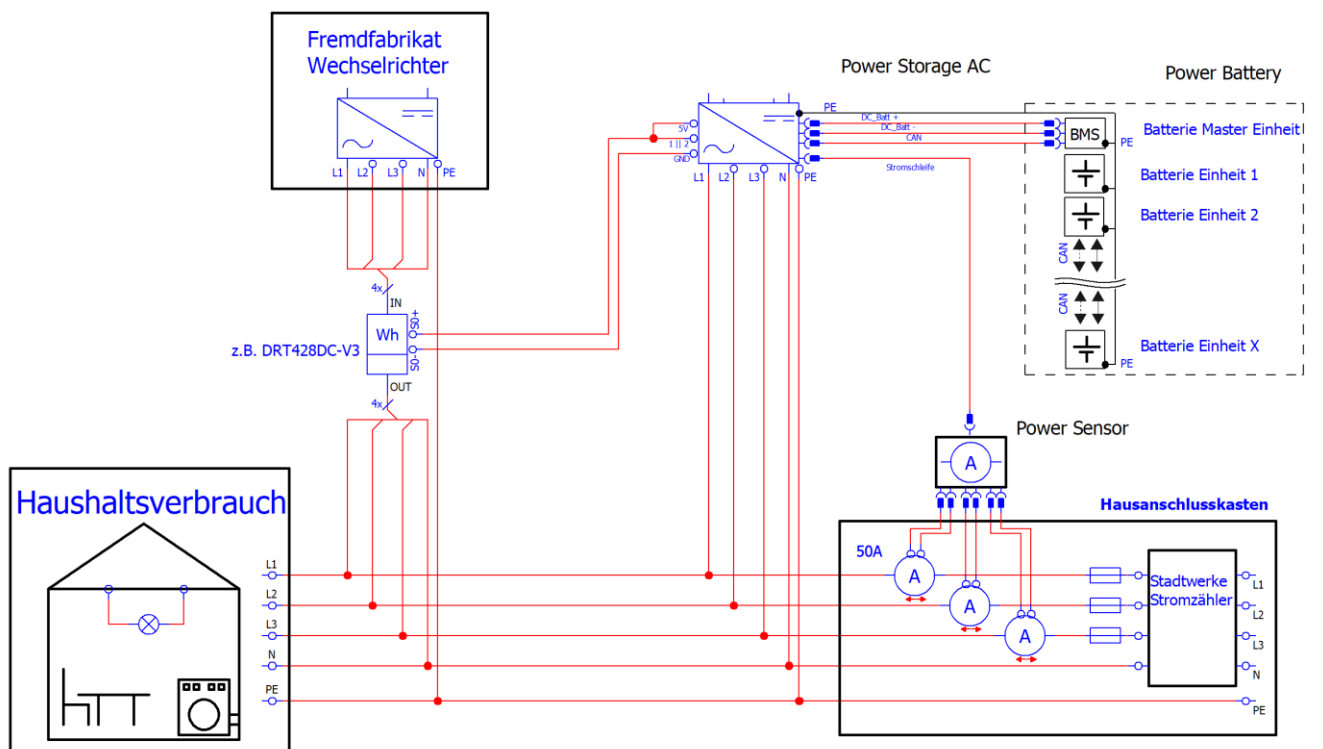 Fremdfabrikat
Wechselrichter
L1 L2 L3 N PE
Power Storage AC
Power Battery
5V
1 || 2
GND
L1 L2 L3 N PE
PE
DC_Batt +
DC_Batt -
CAN
Stromschleife
BMS
PE
Batterie Master Einheit
Batterie Einheit 1
Batterie Einheit 2
CAN
CAN
Batterie Einheit X
PE
4x
IN
Wh
S0+
S0-
z.B. DRT428DC-V3
OUT
4x
Power Sensor
A
Hausanschlusskasten
50A
A
A
A
Stadtwerke
Stromzähler
L1
L2
L3
N
PE
Haushaltsverbrauch
L1
L2
L3
N
PE